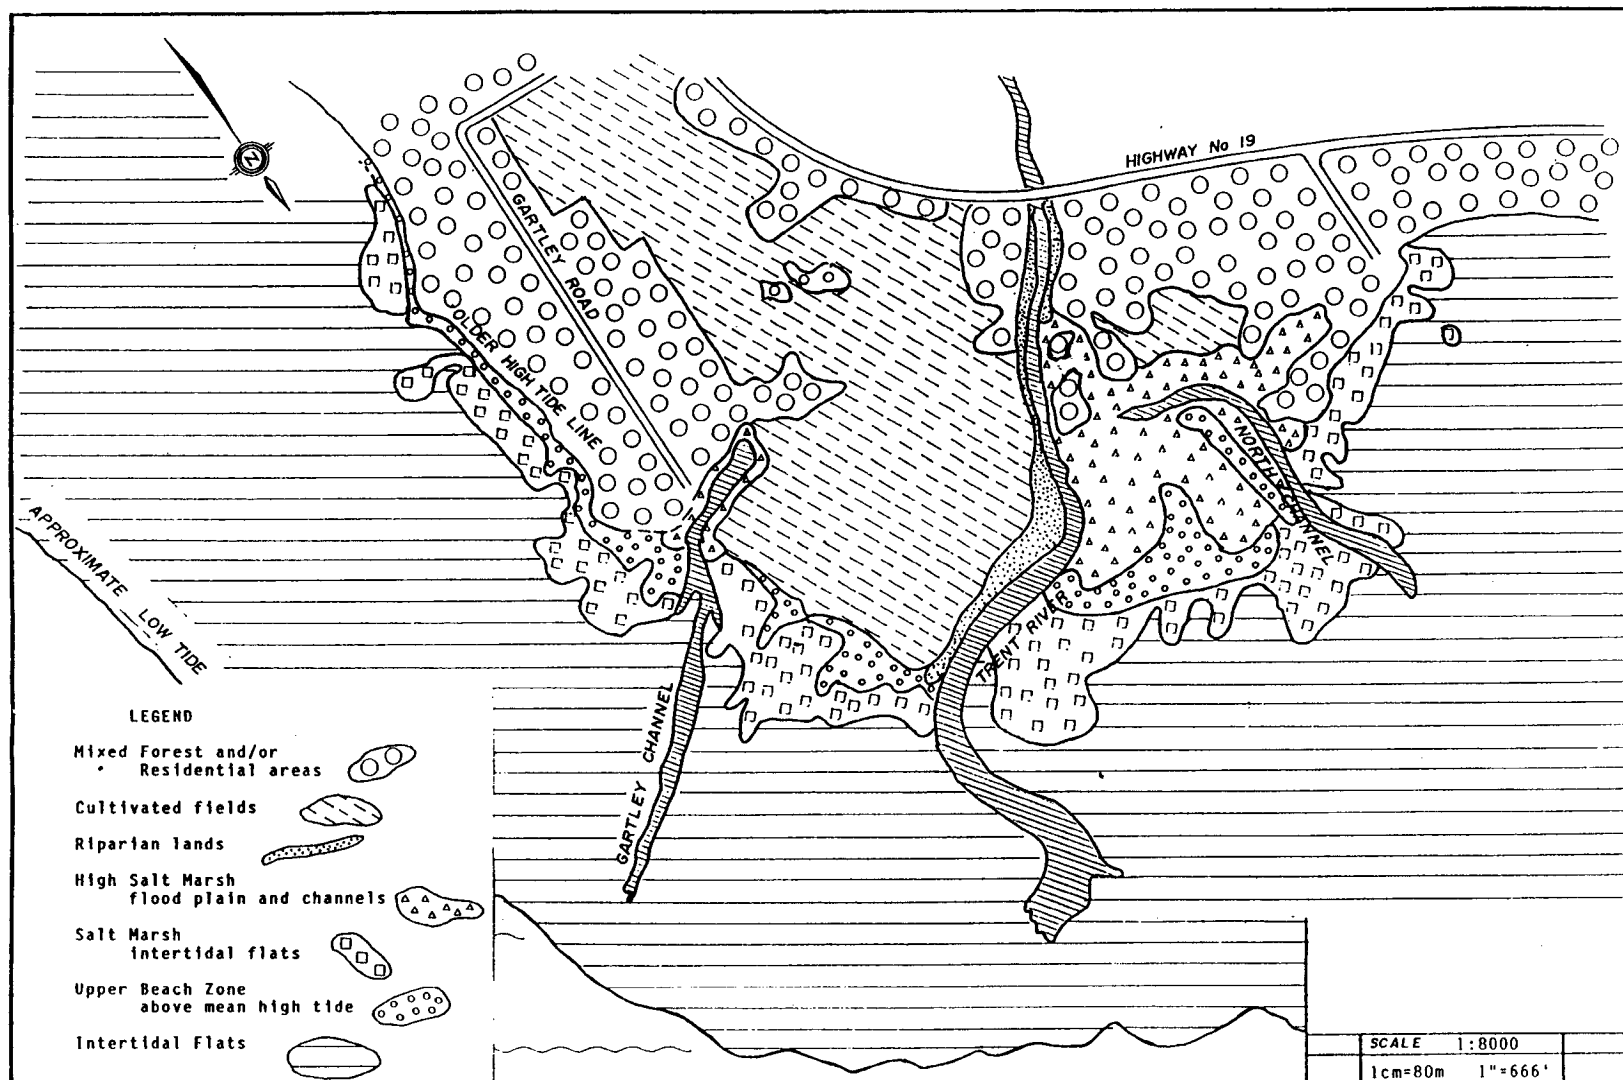 HIGHWAY No 19
GARTLEY ROAD
OLDER HIGH TIDE LINE
NORTH CHANNEL
APPROXIMATE LOW TIDE
TRENT RIVER
GARTLEY CHANNEL
N
LEGEND
Mixed Forest and/or
Residential areas
Cultivated fields
Riparian lands
High Salt Marsh
flood plain and channels
Salt Marsh
intertidal flats
Upper Beach Zone
above mean high tide
Intertidal Flats
SCALE 1:8000
1cm=80m 1"=666'